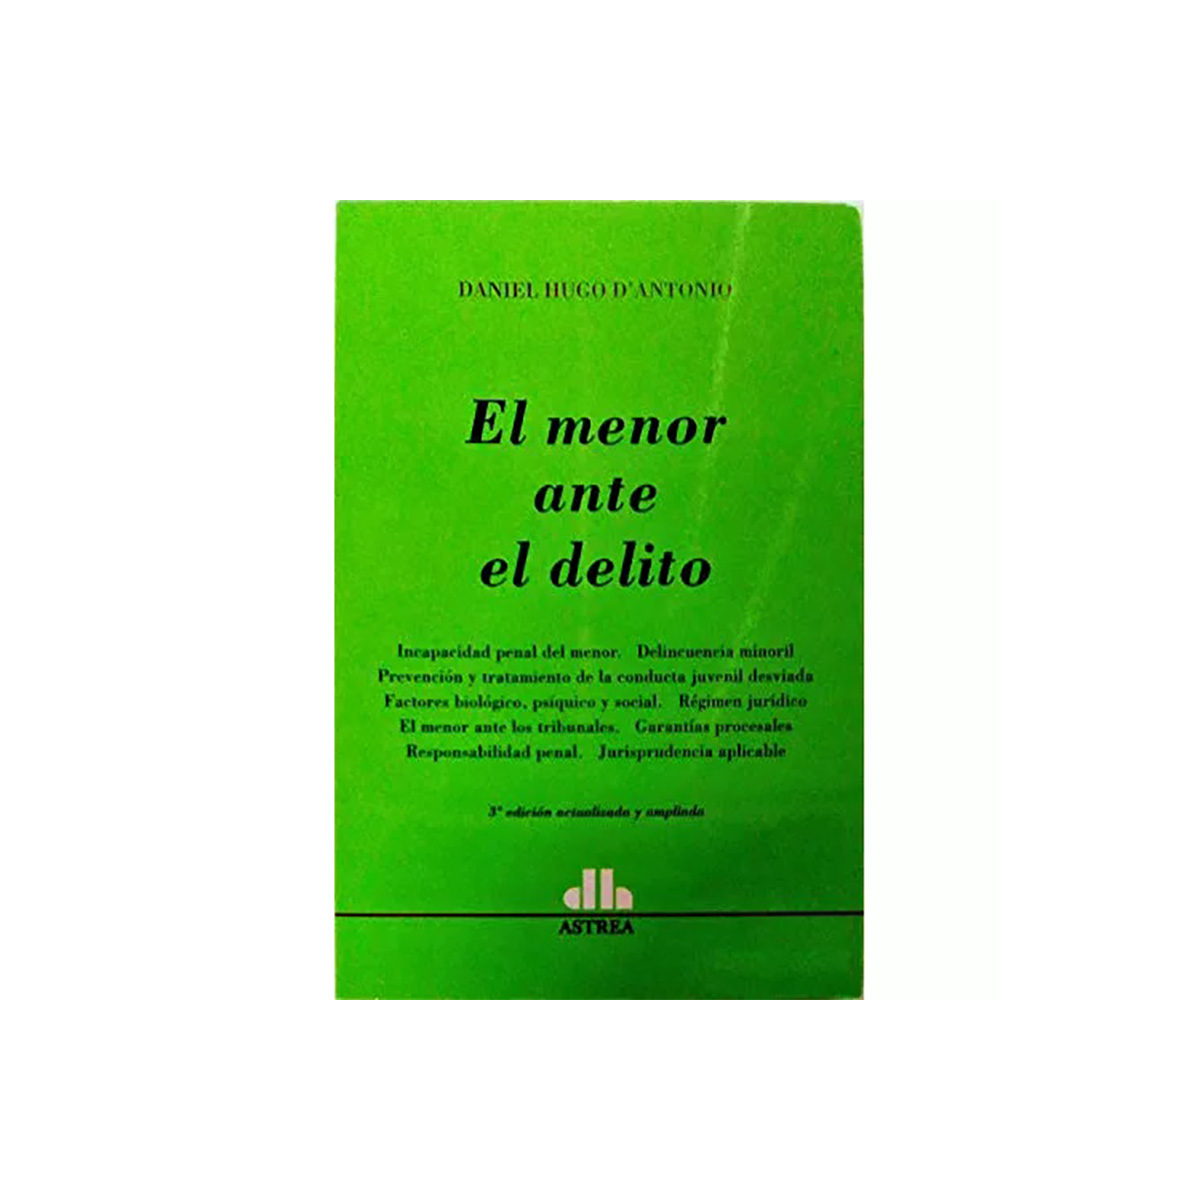 DANIEL HUGO D'ANTONIO
El menor
ante
el delito
Incapacidad penal del menor. Delincuencia minoril
Prevención y tratamiento de la conducta juvenil desviada
Factores biológico, psíquico y social. Régimen jurídico
El menor ante los tribunales. Garantías procesales
Responsabilidad penal. Jurisprudencia aplicable
3ª edición actualizada y ampliada
ASTREA